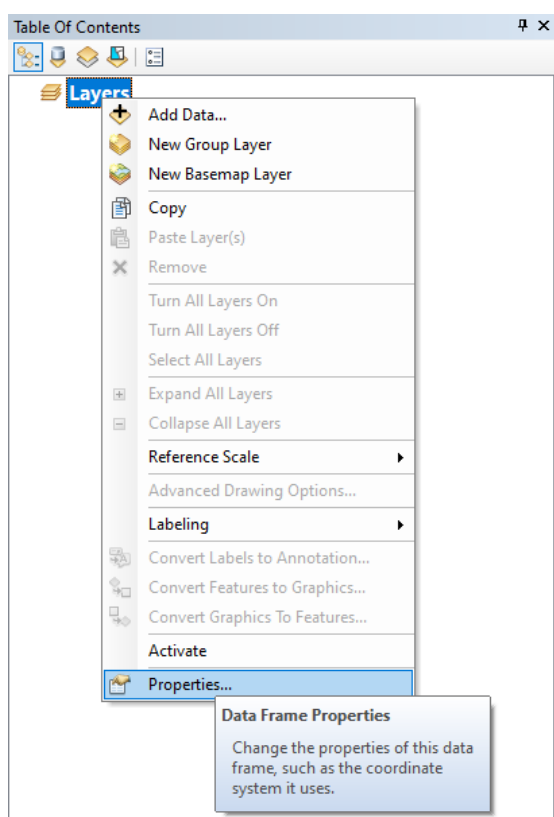 Table Of Contents
Layers
Add Data...
New Group Layer
New Basemap Layer
Copy
Paste Layer(s)
Remove
Turn All Layers On
Turn All Layers Off
Select All Layers
Expand All Layers
Collapse All Layers
Reference Scale
Advanced Drawing Options...
Labeling
Convert Labels to Annotation...
Convert Features to Graphics...
Convert Graphics To Features...
Activate
Properties...
Data Frame Properties
Change the properties of this data
frame, such as the coordinate
system it uses.